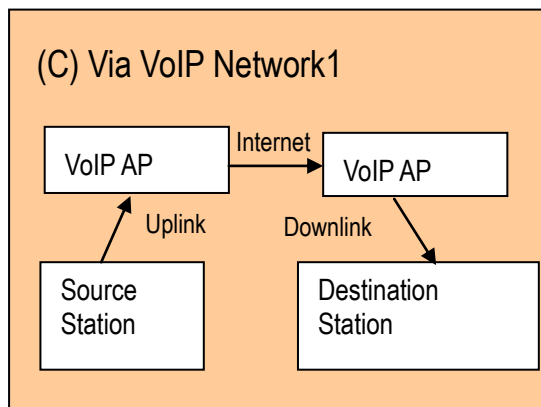 (C) Via VoIP Network1
Internet
VoIP AP
VoIP AP
Uplink
Downlink
Source
Station
Destination
Station